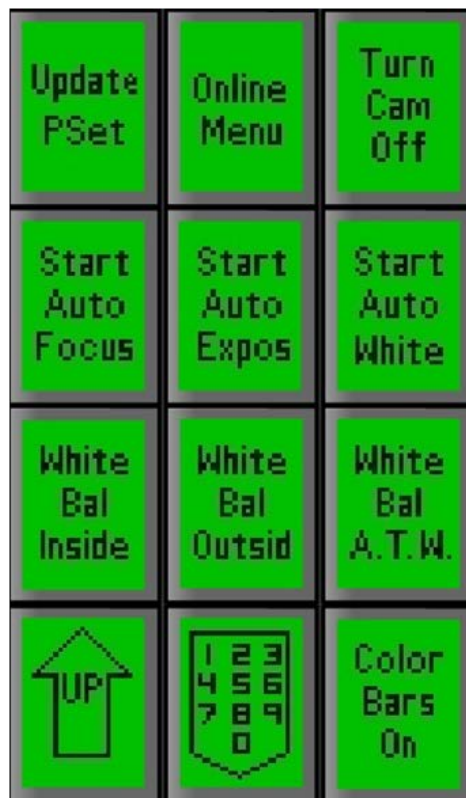 Update
PSet
Online
Menu
Turn
Cam
Off
Start
Auto
Focus
Start
Auto
Expos
Start
Auto
White
White
Bal
Inside
White
Bal
Outsid
White
Bal
A.T.W.
UP
1 2 3
4 5 6
7 8 9
0
Color
Bars
On